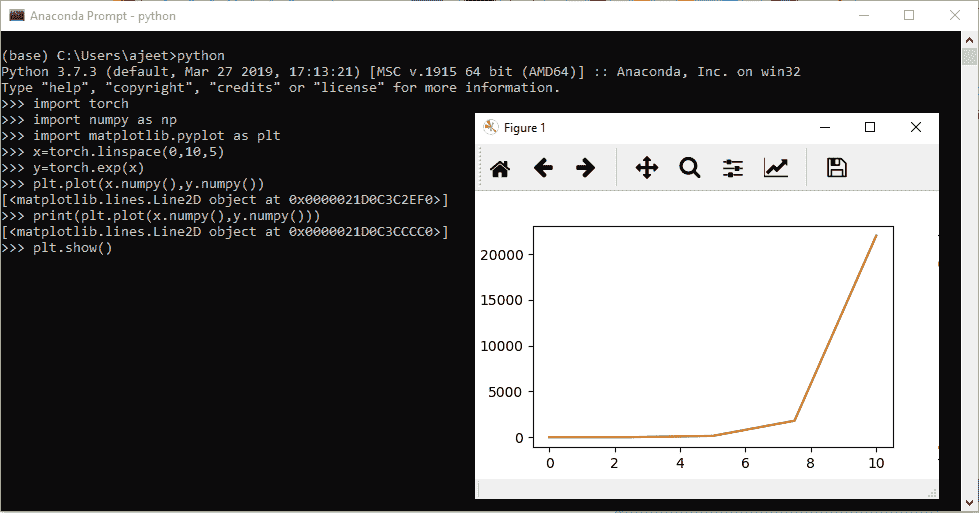 Anaconda Prompt - python
(base) C:\Users\ajeet>python
Python 3.7.3 (default, Mar 27 2019, 17:13:21) [MSC v.1915 64 bit (AMD64)] :: Anaconda, Inc. on win32
Type "help", "copyright", "credits" or "license" for more information.
>>> import torch
>>> import numpy as np
>>> import matplotlib.pyplot as plt
>>> x=torch.linspace(0,10,5)
>>> y=torch.exp(x)
>>> plt.plot(x.numpy(),y.numpy())
[<matplotlib.lines.Line2D object at 0x0000021D0C3C2EF0>]
>>> print(plt.plot(x.numpy(),y.numpy()))
[<matplotlib.lines.Line2D object at 0x0000021D0C3CCCC0>]
>>> plt.show()
Figure 1
20000
15000
10000
5000
0
0 2 4 6 8 10